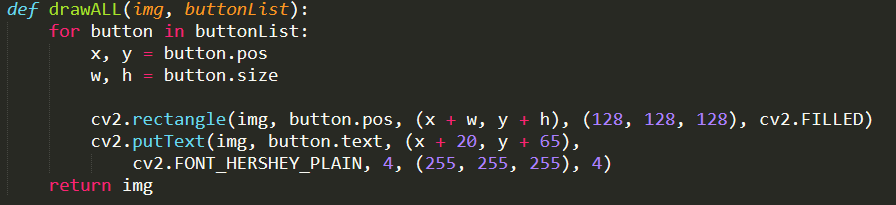 def drawALL(img, buttonList):
    for button in buttonList:
        x, y = button.pos
        w, h = button.size

        cv2.rectangle(img, button.pos, (x + w, y + h), (128, 128, 128), cv2.FILLED)
        cv2.putText(img, button.text, (x + 20, y + 65),
            cv2.FONT_HERSHEY_PLAIN, 4, (255, 255, 255), 4)
    return img